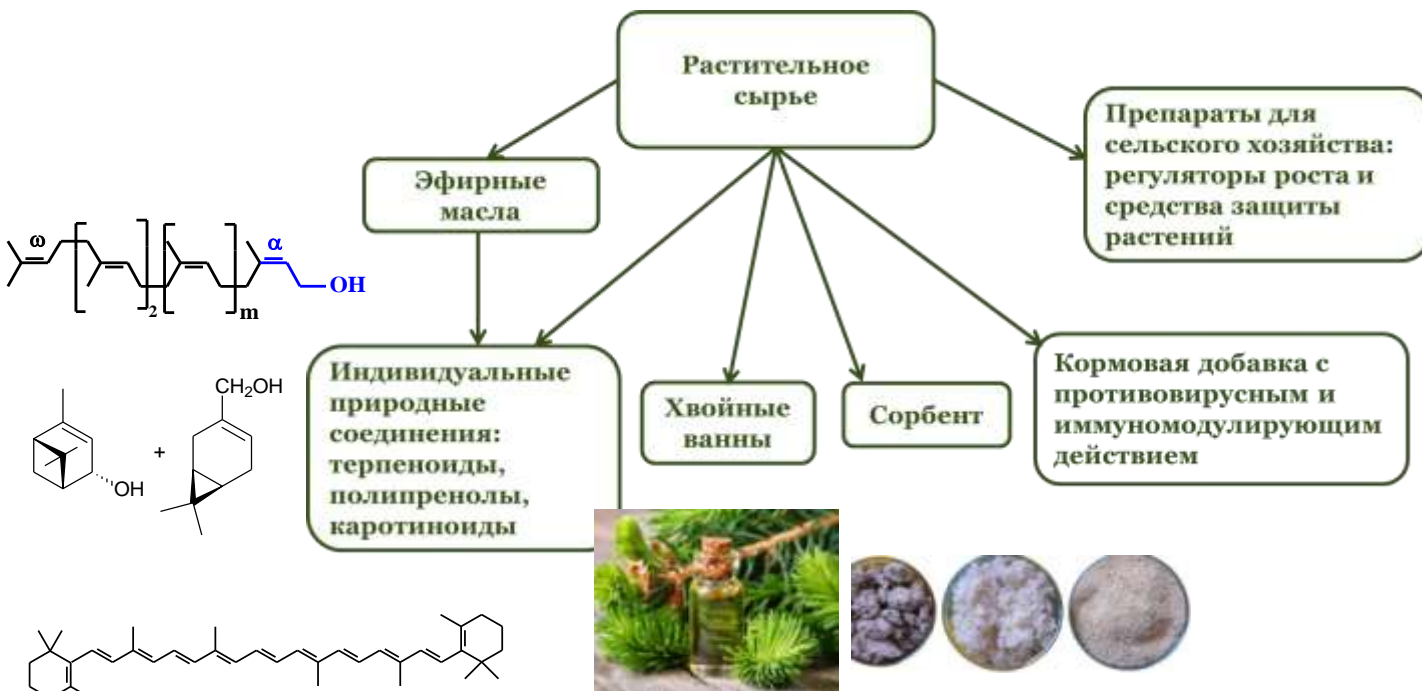 Растительное
сырье
Препараты для
сельского хозяйства:
регуляторы роста и
средства защиты
растений
Эфирные
масла
ω
2
m
α
OH
Индивидуальные
природные
соединения:
терпеноиды,
полипренолы,
каротиноиды
Хвойные
ванны
Сорбент
Кормовая добавка с
противовирусным и
иммуномодулирующим
действием
CH2OH
+
OH